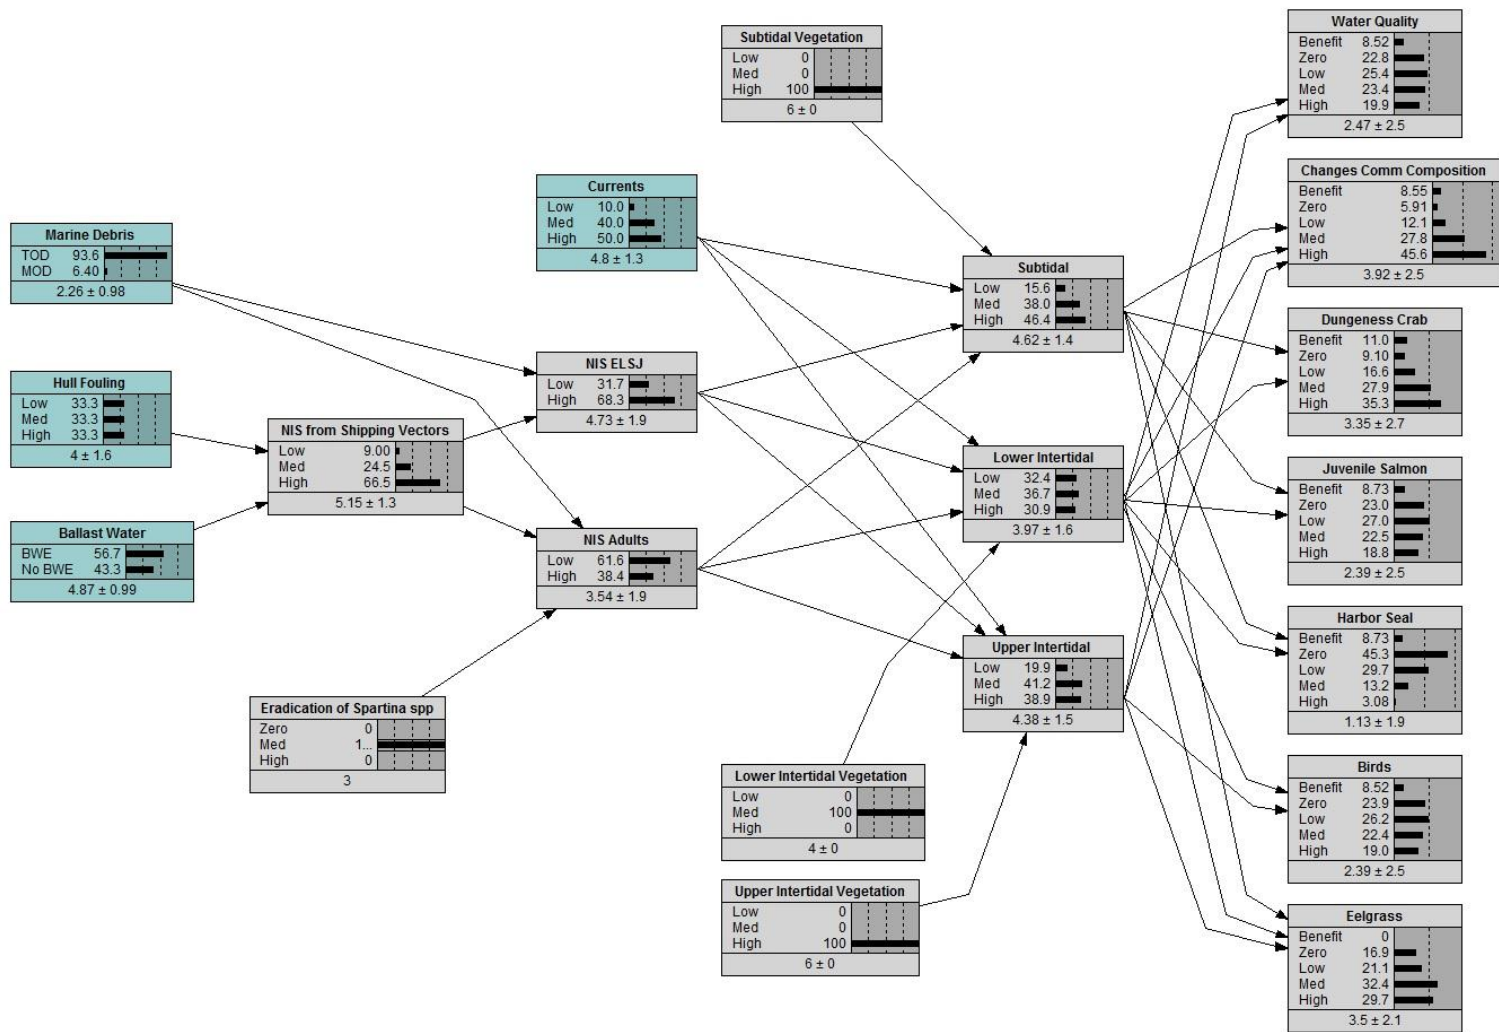 Water Quality
Benefit 8.52
Zero 22.8
Low 25.4
Med 23.4
High 19.9
2.47 ± 2.5
Subtidal Vegetation
Low 0
Med 0
High 100
6 ± 0
Changes Comm Composition
Benefit 8.55
Zero 5.91
Low 12.1
Med 27.8
High 45.6
3.92 ± 2.5
Currents
Low 10.0
Med 40.0
High 50.0
4.8 ± 1.3
Marine Debris
TOD 93.6
MOD 6.40
2.26 ± 0.98
Subtidal
Low 15.6
Med 38.0
High 46.4
4.62 ± 1.4
Dungeness Crab
Benefit 11.0
Zero 9.10
Low 16.6
Med 27.9
High 35.3
3.35 ± 2.7
NIS ELSJ
Low 31.7
High 68.3
4.73 ± 1.9
Hull Fouling
Low 33.3
Med 33.3
High 33.3
4 ± 1.6
NIS from Shipping Vectors
Low 9.00
Med 24.5
High 66.5
5.15 ± 1.3
Lower Intertidal
Low 32.4
Med 36.7
High 30.9
3.97 ± 1.6
Juvenile Salmon
Benefit 8.73
Zero 23.0
Low 27.0
Med 22.5
High 18.8
2.39 ± 2.5
Ballast Water
BWE 56.7
No BWE 43.3
4.87 ± 0.99
NIS Adults
Low 61.6
High 38.4
3.54 ± 1.9
Harbor Seal
Benefit 8.73
Zero 45.3
Low 29.7
Med 13.2
High 3.08
1.13 ± 1.9
Upper Intertidal
Low 19.9
Med 41.2
High 38.9
4.38 ± 1.5
Eradication of Spartina spp
Zero 0
Med 1...
High 0
3
Lower Intertidal Vegetation
Low 0
Med 100
High 0
4 ± 0
Birds
Benefit 8.52
Zero 23.9
Low 26.2
Med 22.4
High 19.0
2.39 ± 2.5
Upper Intertidal Vegetation
Low 0
Med 0
High 100
6 ± 0
Eelgrass
Benefit 0
Zero 16.9
Low 21.1
Med 32.4
High 29.7
3.5 ± 2.1